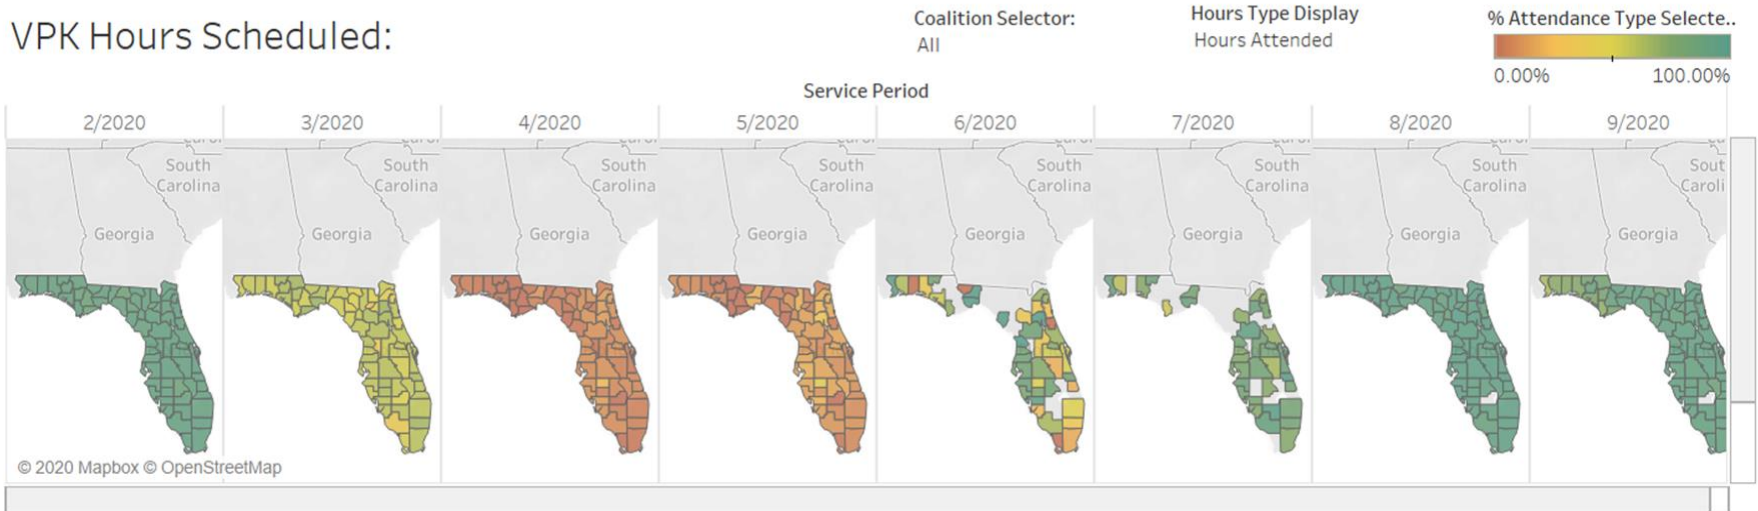 VPK Hours Scheduled:
Coalition Selector:
All
Hours Type Display
Hours Attended
% Attendance Type Selecte..
0.00% 100.00%
Service Period
2/2020 3/2020 4/2020 5/2020 6/2020 7/2020 8/2020 9/2020
South Carolina
Georgia
South Carolina
Georgia
South Carolina
Georgia
South Carolina
Georgia
South Carolina
Georgia
South Carolina
Georgia
South Carolina
Georgia
Sout
Caroli
Georgia
© 2020 Mapbox © OpenStreetMap